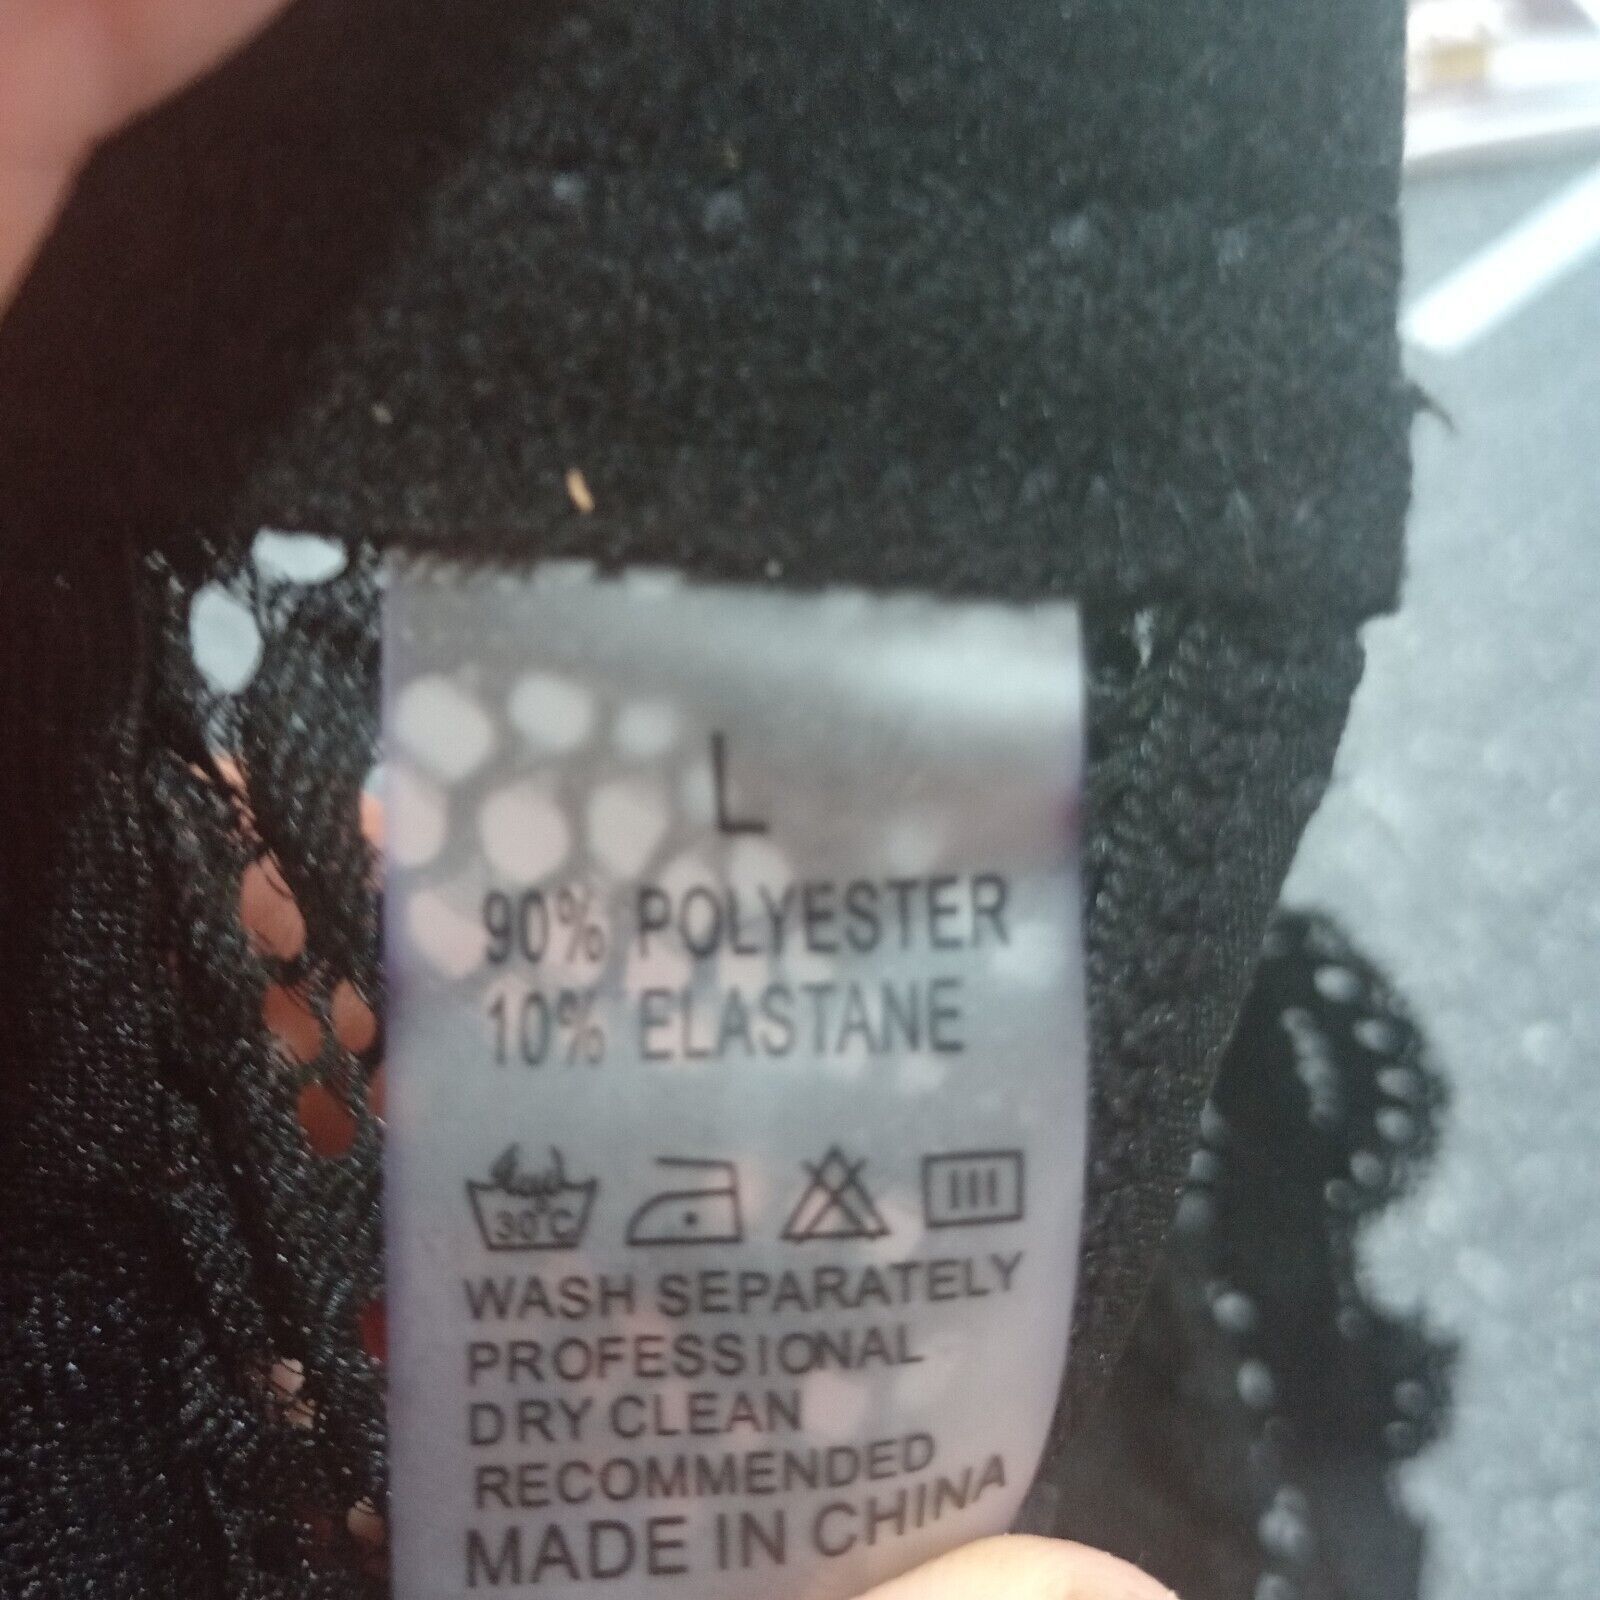 L
90% POLYESTER
10% ELASTANE
30°C
WASH SEPARATELY
PROFESSIONAL
DRY CLEAN
RECOMMENDED
MADE IN CHINA